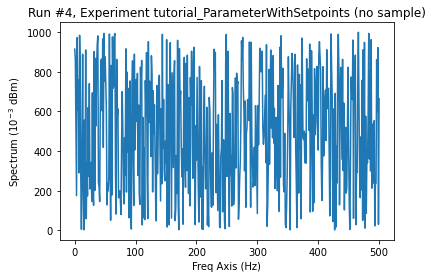 Run #4, Experiment tutorial_ParameterWithSetpoints (no sample)
1000
800
600
400
200
0
Spectrum (10⁻³ dBm)
0 100 200 300 400 500
Freq Axis (Hz)